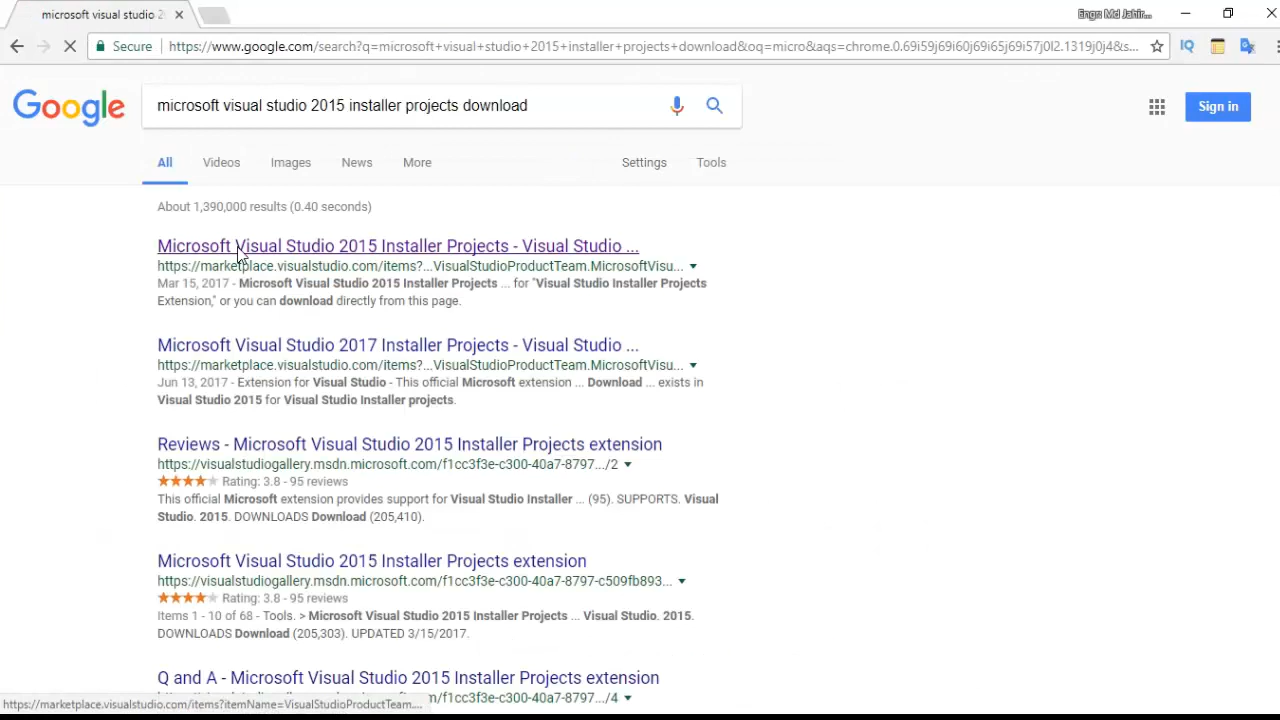 microsoft visual studio 2
Engr. Md Jahir...
Secure
https://www.google.com/search?q=microsoft+visual+studio+2015+installer+projects+download&oq=micro&aqs=chrome.0.69i59j69i60j69i65j69i57j0l2.1319j0j4&s...
Google
microsoft visual studio 2015 installer projects download
Sign in
All Videos Images News More Settings Tools
About 1,390,000 results (0.40 seconds)
Microsoft Visual Studio 2015 Installer Projects - Visual Studio ...
https://marketplace.visualstudio.com/items?...VisualStudioProductTeam.MicrosoftVisu...
Mar 15, 2017 - Microsoft Visual Studio 2015 Installer Projects ... for "Visual Studio Installer Projects
Extension," or you can download directly from this page.
Microsoft Visual Studio 2017 Installer Projects - Visual Studio ...
https://marketplace.visualstudio.com/items?...VisualStudioProductTeam.MicrosoftVisu...
Jun 13, 2017 - Extension for Visual Studio - This official Microsoft extension ... Download ... exists in
Visual Studio 2015 for Visual Studio Installer projects.
Reviews - Microsoft Visual Studio 2015 Installer Projects extension
https://visualstudiogallery.msdn.microsoft.com/f1cc3f3e-c300-40a7-8797.../2
Rating: 3.8 - 95 reviews
This official Microsoft extension provides support for Visual Studio Installer ... (95). SUPPORTS. Visual
Studio. 2015. DOWNLOADS Download (205,410).
Microsoft Visual Studio 2015 Installer Projects extension
https://visualstudiogallery.msdn.microsoft.com/f1cc3f3e-c300-40a7-8797-c509fb893...
Rating: 3.8 - 95 reviews
Items 1 - 10 of 68 - Tools. > Microsoft Visual Studio 2015 Installer Projects ... Visual Studio. 2015.
DOWNLOADS Download (205,303). UPDATED 3/15/2017.
Q and A - Microsoft Visual Studio 2015 Installer Projects extension
m/f1cc3f3e-c300-40a7-8797.../4
https://marketplace.visualstudio.com/items?itemName=VisualStudioProductTeam....